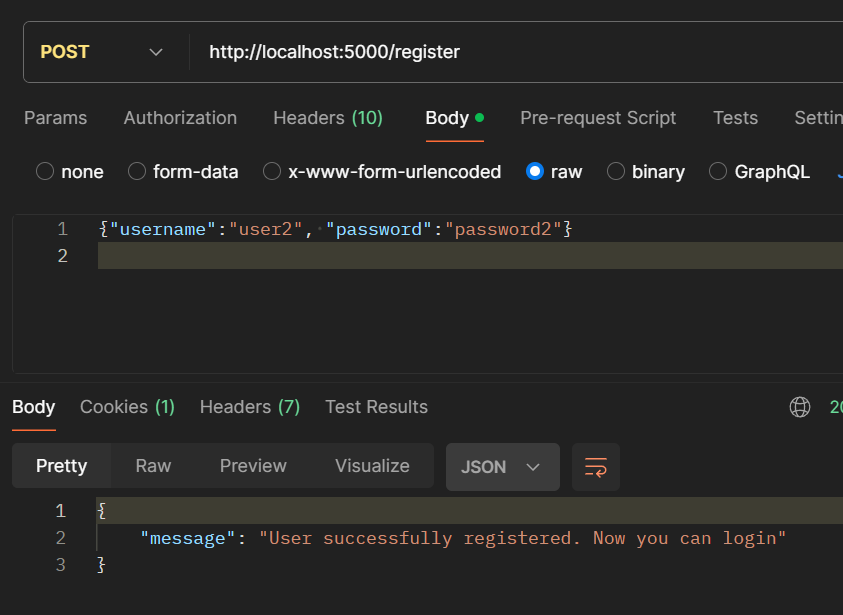 POST http://localhost:5000/register
Params Authorization Headers (10) Body Pre-request Script Tests
none form-data x-www-form-urlencoded raw binary GraphQL
1 {"username":"user2", "password":"password2"}
2
Body Cookies (1) Headers (7) Test Results
Pretty Raw Preview Visualize JSON
1 {
2 "message": "User successfully registered. Now you can login"
3 }